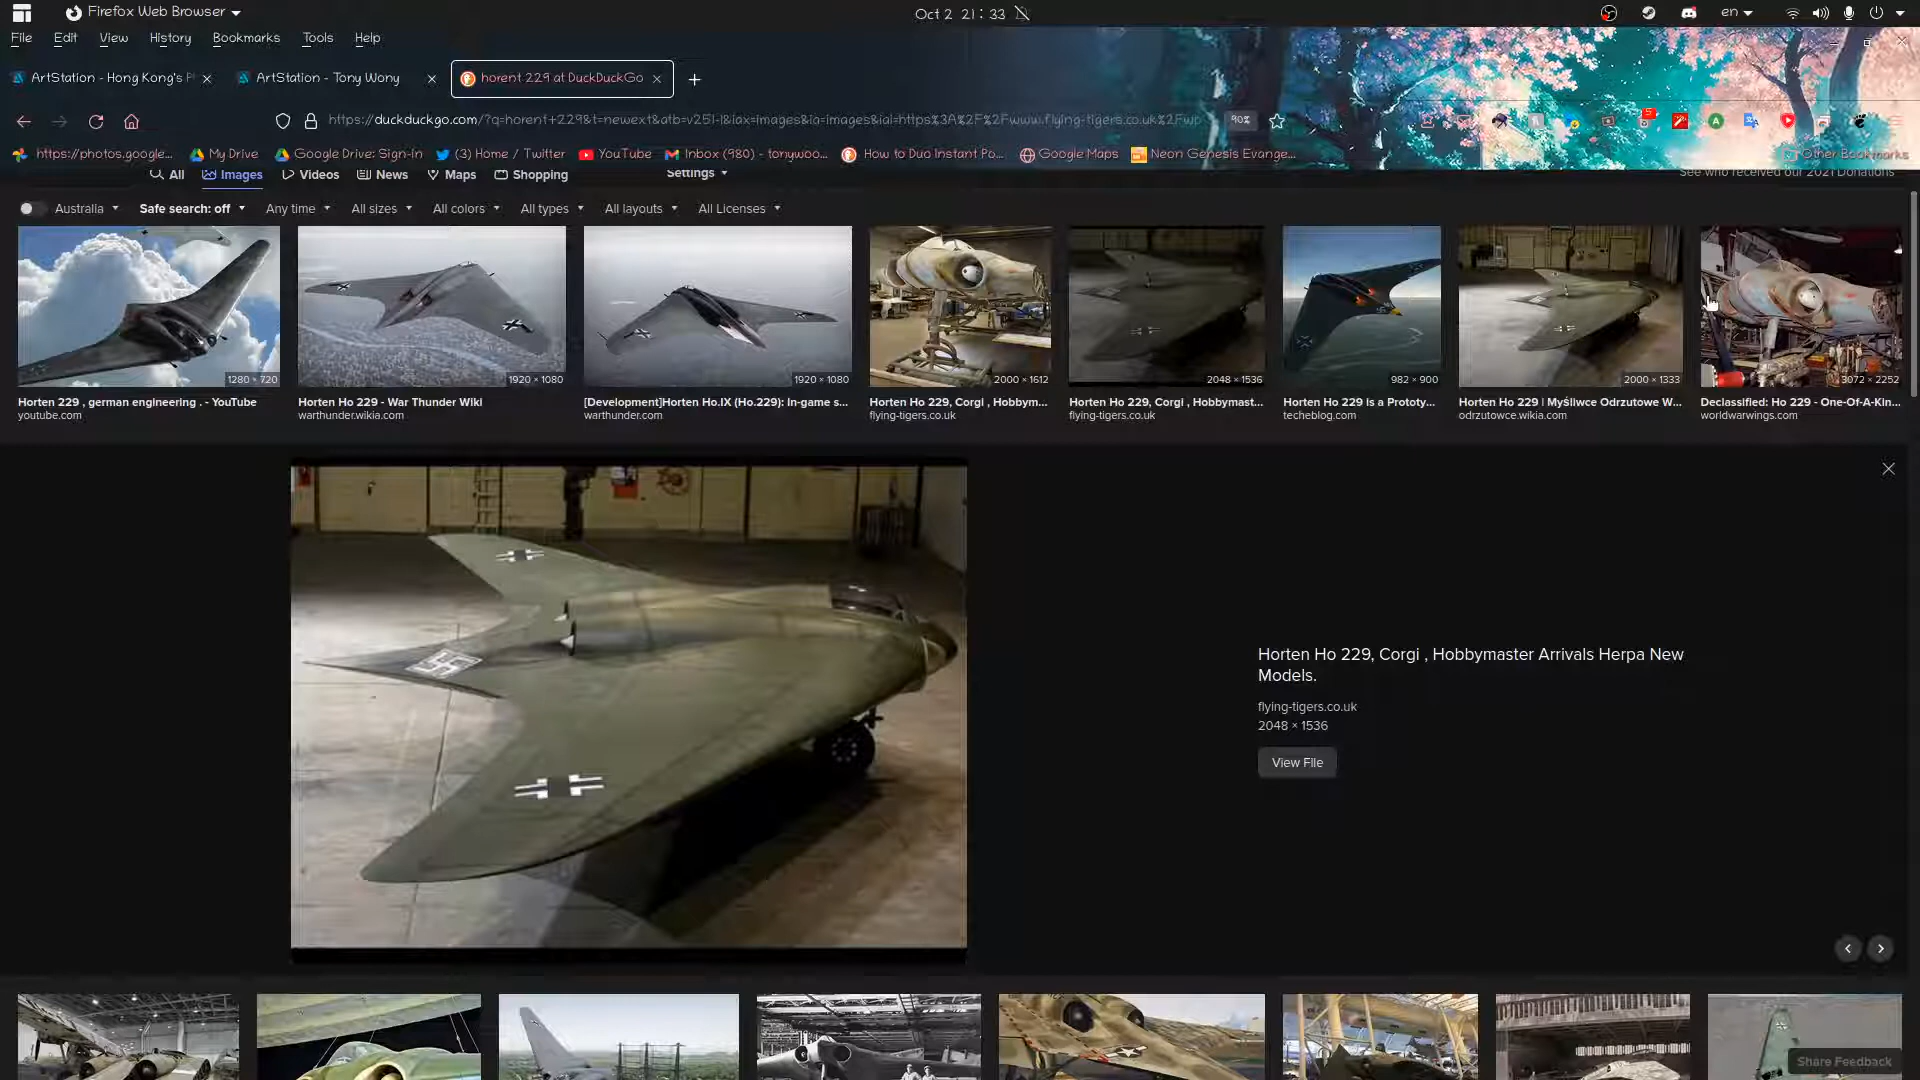 Firefox Web Browser
Oct 2 21:33
en
File Edit View History Bookmarks Tools Help
ArtStation - Hong Kong's P
ArtStation - Tony Wony
horent 229 at DuckDuckGo
https://duckduckgo.com/?q=horent+229&t=newext&atb=v251-1&iax=images&ia=images&iai=https%3A%2F%2Fwww.flying-tigers.co.uk%2Fwp
90%
https://photos.google...
My Drive
Google Drive: Sign-in
(3) Home / Twitter
YouTube
Inbox (980) - tonywoo...
How to Duo Instant Po...
Google Maps
Neon Genesis Evange...
Other Bookmarks
All Images Videos News Maps Shopping Settings
See who received our 2021 Donations
Australia Safe search: off Any time All sizes All colors All types All layouts All Licenses
1280 × 720
1920 × 1080
1920 × 1080
2000 × 1612
2048 × 1536
982 × 900
2000 × 1333
3072 × 2252
Horten 229 , german engineering . - YouTube
youtube.com
Horten Ho 229 - War Thunder Wiki
warthunder.wikia.com
[Development]Horten Ho.IX (Ho.229): In-game s...
warthunder.com
Horten Ho 229, Corgi , Hobbym...
flying-tigers.co.uk
Horten Ho 229, Corgi , Hobbymast...
flying-tigers.co.uk
Horten Ho 229 is a Prototy...
techeblog.com
Horten Ho 229 | Myśliwce Odrzutowe W...
odrzutowce.wikia.com
Declassified: Ho 229 - One-Of-A-Kin...
worldwarwings.com
Horten Ho 229, Corgi , Hobbymaster Arrivals Herpa New
Models.
flying-tigers.co.uk
2048 × 1536
View File
Share Feedback